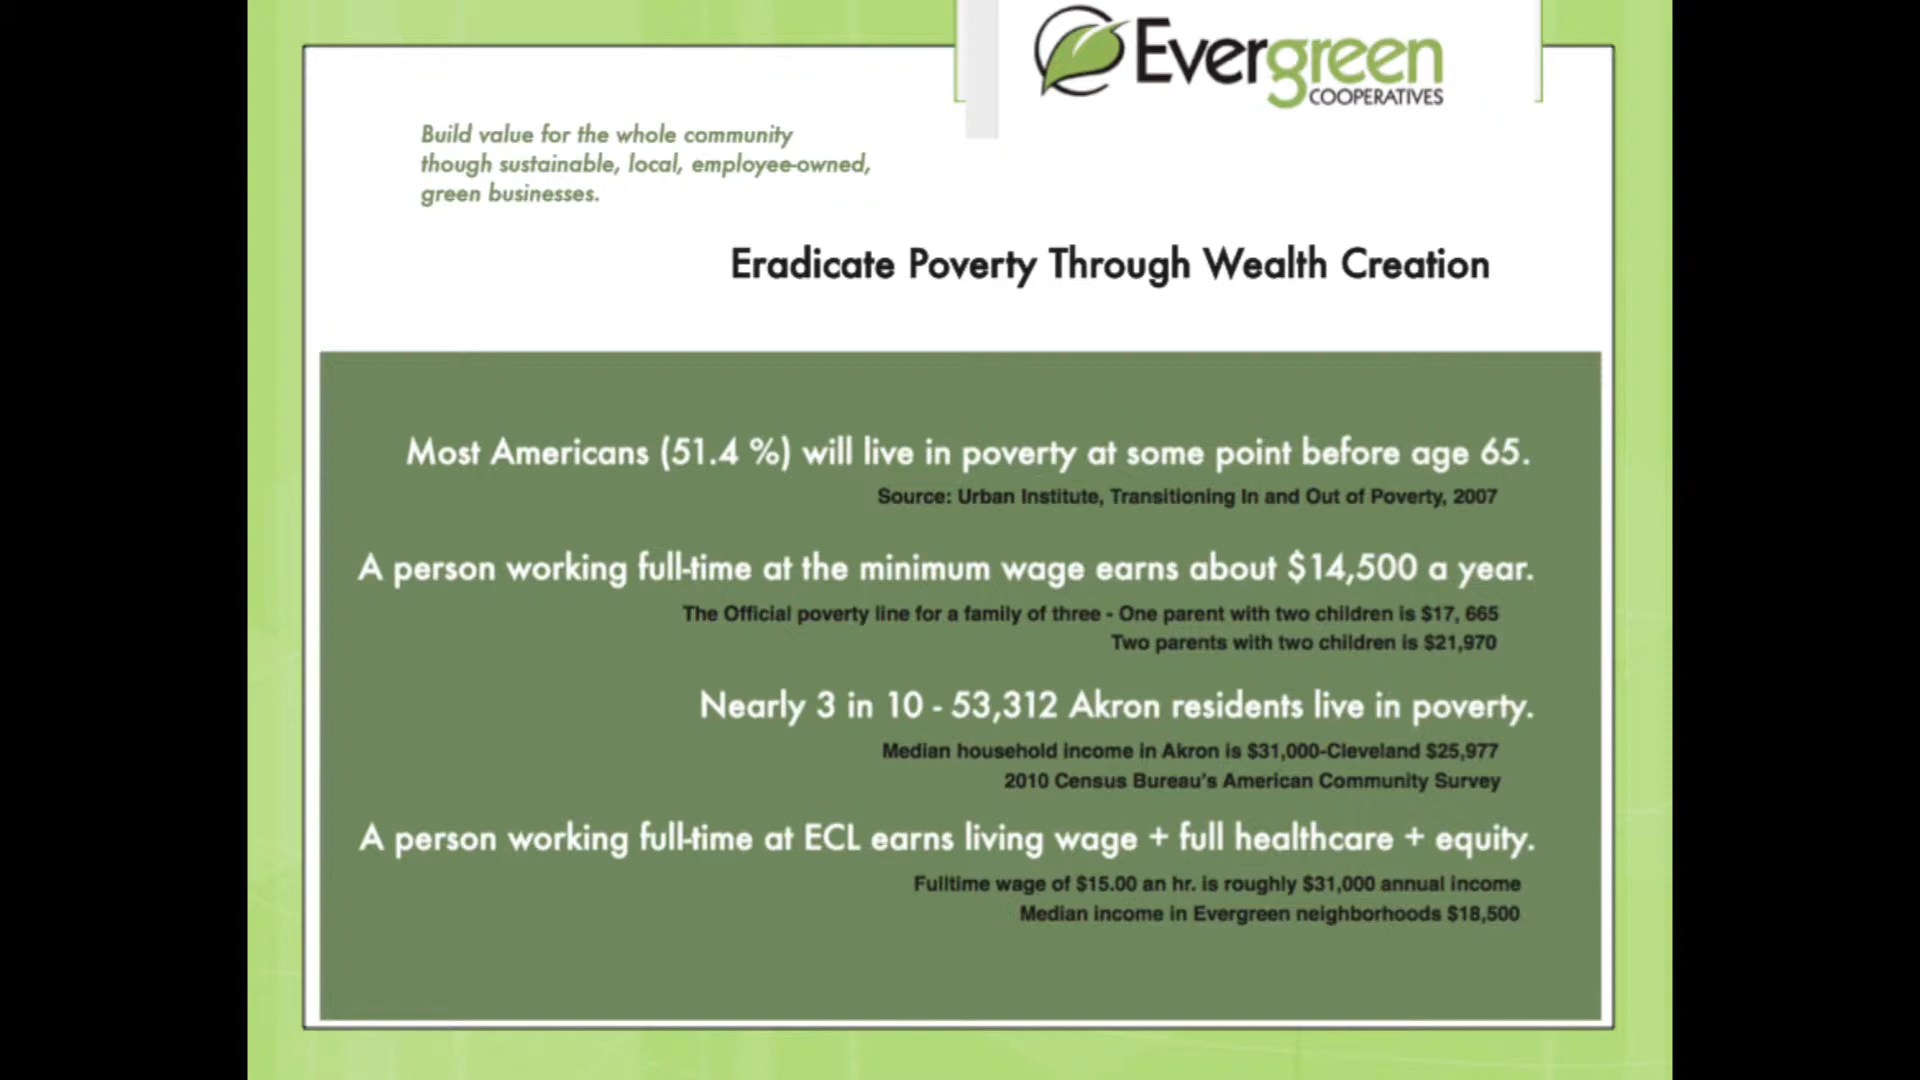 Evergreen
COOPERATIVES
Build value for the whole community
though sustainable, local, employee-owned,
green businesses.
Eradicate Poverty Through Wealth Creation
Most Americans (51.4 %) will live in poverty at some point before age 65.
Source: Urban Institute, Transitioning In and Out of Poverty, 2007
A person working full-time at the minimum wage earns about $14,500 a year.
The Official poverty line for a family of three - One parent with two children is $17, 665
Two parents with two children is $21,970
Nearly 3 in 10 - 53,312 Akron residents live in poverty.
Median household income in Akron is $31,000-Cleveland $25,977
2010 Census Bureau's American Community Survey
A person working full-time at ECL earns living wage + full healthcare + equity.
Fulltime wage of $15.00 an hr. is roughly $31,000 annual income
Median income in Evergreen neighborhoods $18,500